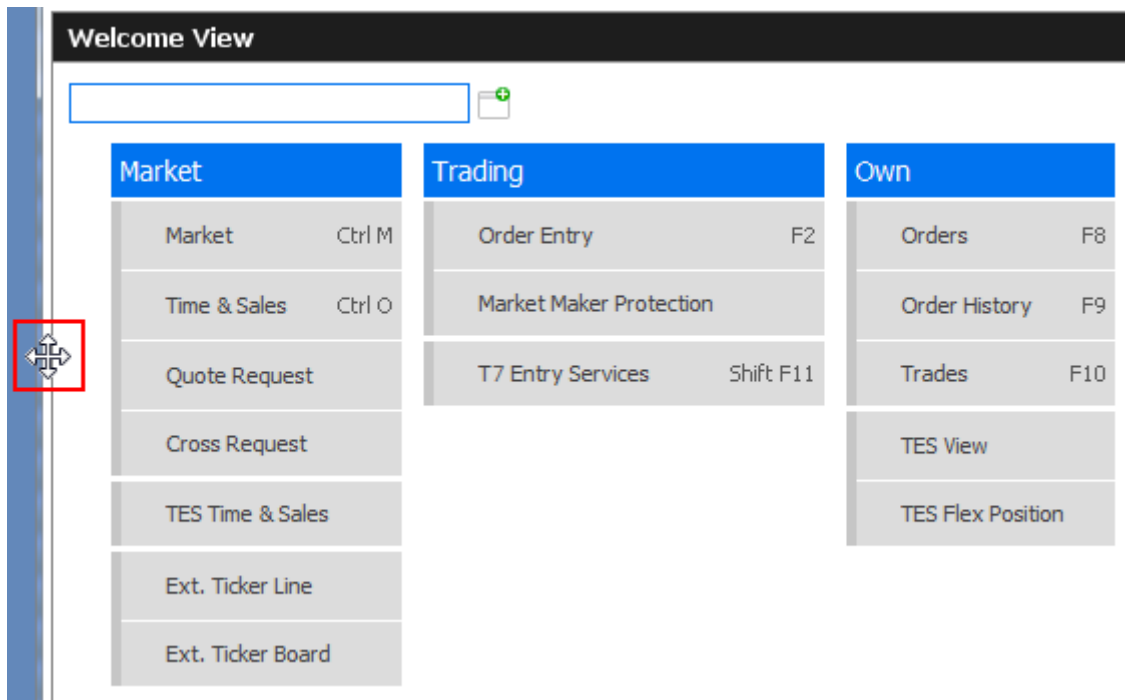 Welcome View
Market
Market Ctrl M
Time & Sales Ctrl O
Quote Request
Cross Request
TES Time & Sales
Ext. Ticker Line
Ext. Ticker Board
Trading
Order Entry F2
Market Maker Protection
T7 Entry Services Shift F11
Own
Orders F8
Order History F9
Trades F10
TES View
TES Flex Position